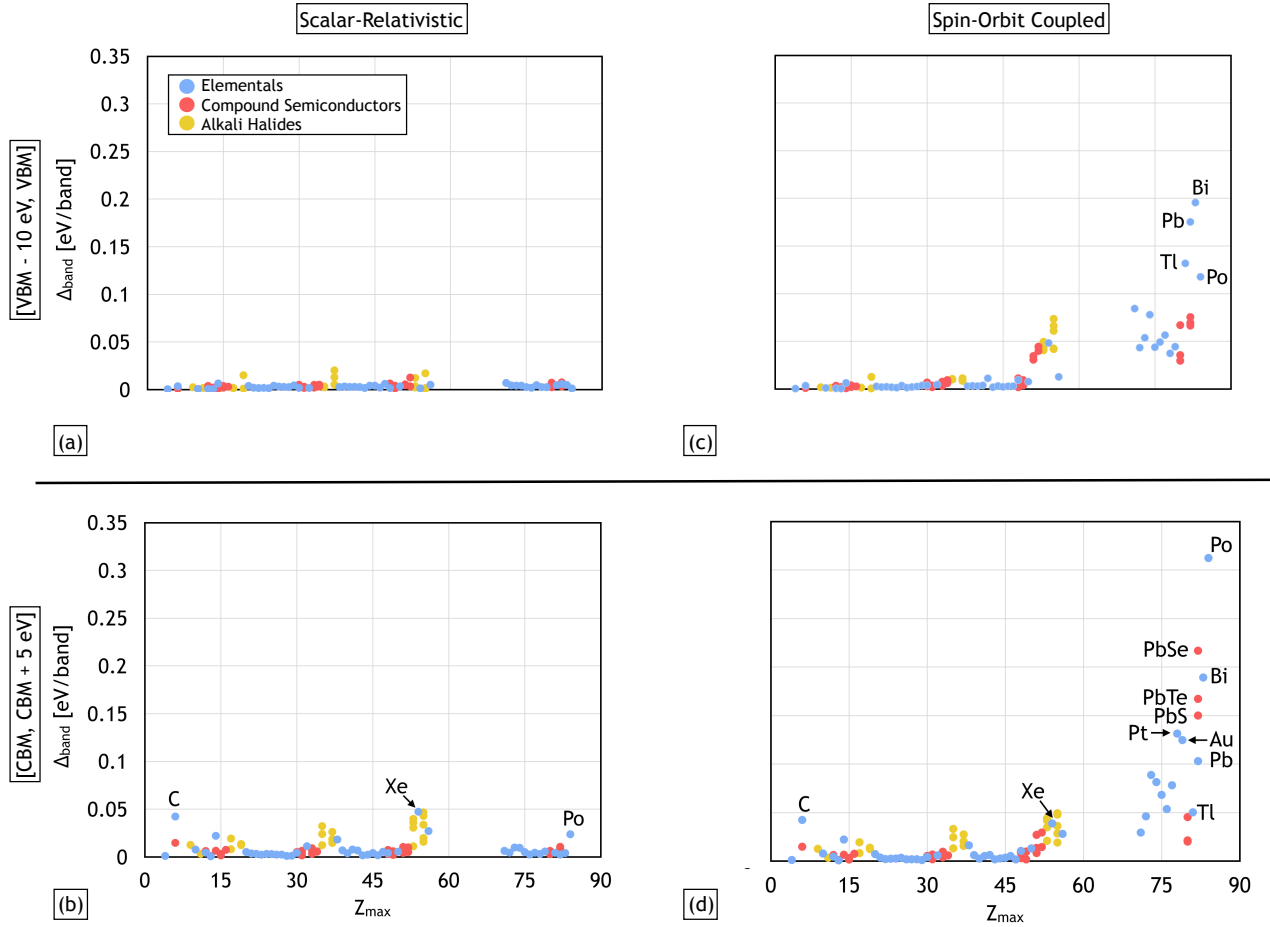 Scalar-Relativistic
Spin-Orbit Coupled
[VBM - 10 eV, VBM]
Δband [eV/band]
0.35
0.3
0.25
0.2
0.15
0.1
0.05
0
Elementals
Compound Semiconductors
Alkali Halides
(a)
Bi
Pb
Tl
Po
(c)
[CBM, CBM + 5 eV]
Δband [eV/band]
0.35
0.3
0.25
0.2
0.15
0.1
0.05
0
C
Xe
Po
0 15 30 45 60 75 90
Zmax
(b)
Po
PbSe
Bi
PbTe
PbS
Pt
Au
Pb
Tl
Xe
C
0 15 30 45 60 75 90
Zmax
(d)